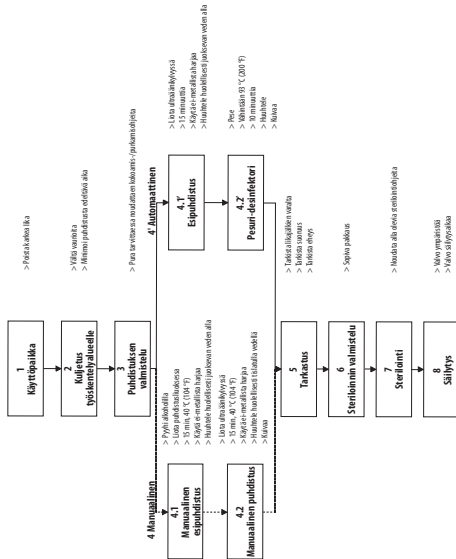 1
Käyttöpaikka
> Poista karkea lika
2
Kuljetus
työskentelyalueelle
> Vältä vaurioita
> Minimoi puhdistusta edeltävä aika
3
Puhdistuksen
valmistelu
> Pura tarvittaessa noudattaen kokoamis-/purkamisohjeita
4 Manuaalinen
4.1
Manuaalinen
esipuhdistus
> Pyyhi alkoholilla
> Liota puhdistusliuoksessa
> 15 min, 40 °C (104 °F)
> Käytä ei-metallista harjaa
> Huuhtele huolellisesti juoksevan veden alla
4.2
Manuaalinen puhdistus
> Liota ultraäänikylvyssä
> 15 min, 40 °C (104 °F)
> Käytä ei-metallista harjaa
> Huuhtele huolellisesti tislatulla vedellä
> Kuivaa
4' Automaattinen
4.1'
Esipuhdistus
> Liota ultraäänikylvyssä
> 15 minuuttia
> Käytä ei-metallista harjaa
> Huuhtele huolellisesti juoksevan veden alla
4.2'
Pesuri-desinfektori
> Pese
> Vähintään 93 °C (200 °F)
> 10 minuuttia
> Huuhtele
> Kuivaa
5
Tarkastus
> Tarkista likajälkien varalta
> Tarkista suoruus
> Tarkista eheys
6
Steriloinnin valmistelu
> Sopiva pakkaus
7
Sterilointi
> Noudata alla olevia sterilointiohjeita
8
Säilytys
> Valvo ympäristöä
> Valvo säilytysaikaa